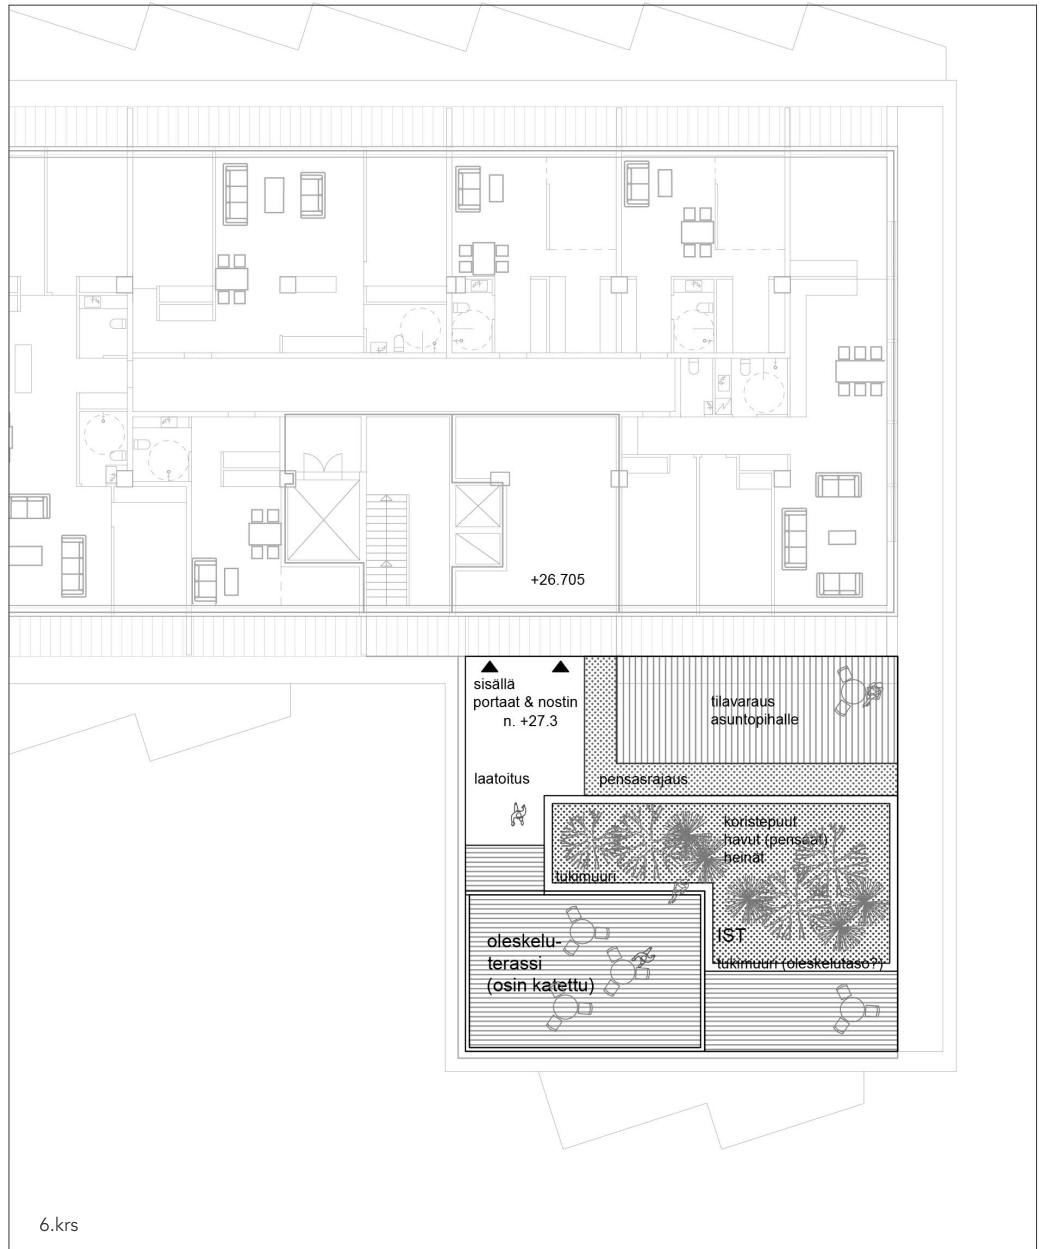 +26.705
sisällä
portaat & nostin
n. +27.3
tilavaraus
asuntopihalle
laatoitus
pensasrajaus
koristepuut
havut (pensaat)
heinät
tukimuuri
IST
tukimuuri (oleskelutaso?)
oleskelu-
terassi
(osin katettu)
6.krs